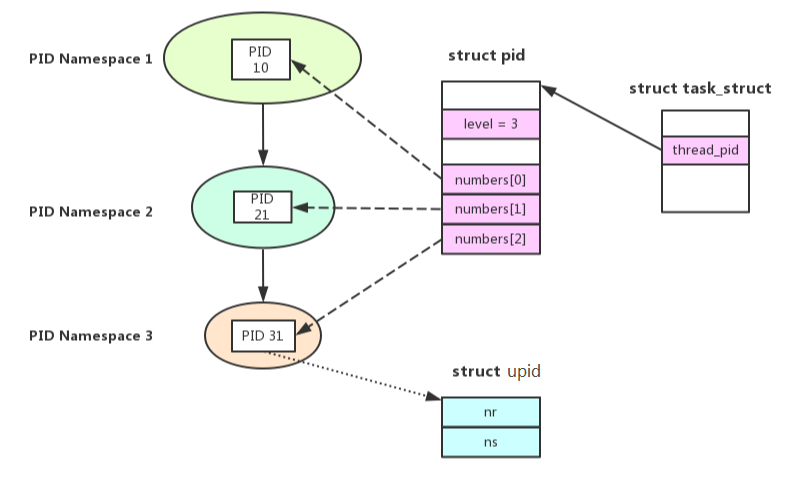 PID Namespace 1
PID
10
struct pid
struct task_struct
level = 3
thread_pid
numbers[0]
PID Namespace 2
PID
21
numbers[1]
numbers[2]
PID Namespace 3
PID 31
struct upid
nr
ns